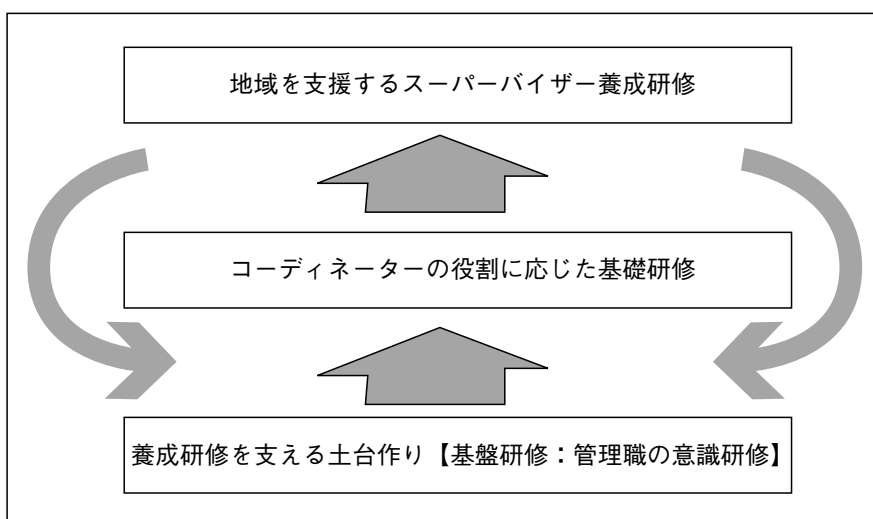 地域を支援するスーパーバイザー養成研修
コーディネーターの役割に応じた基礎研修
養成研修を支える土台作り【基盤研修：管理職の意識研修】